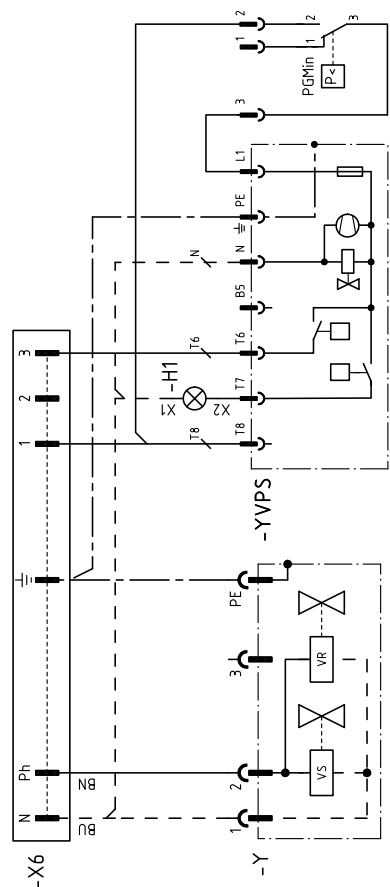 2
1
2
1
3
PGMin
P<
3
L1
PE
N
N
B5
3
T6
T6
2
-H1
X1
X2
T7
1
T8
T8
-YVPS
PE
3
VR
Ph
BN
2
VS
N
BU
1
-X6
-Y